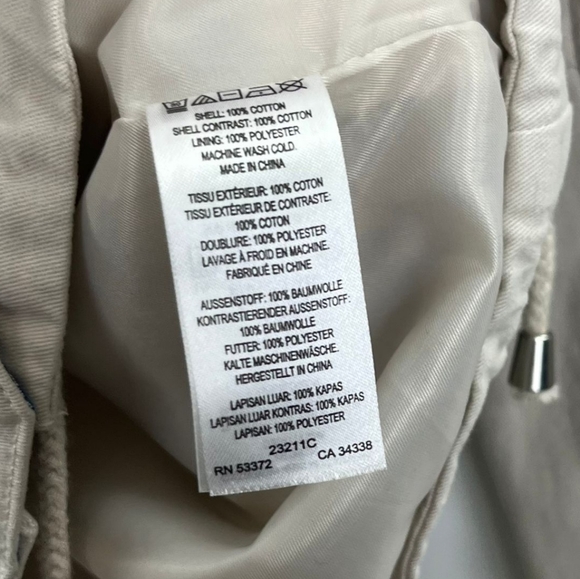 SHELL: 100% COTTON
SHELL CONTRAST: 100% COTTON
LINING: 100% POLYESTER
MACHINE WASH COLD.
MADE IN CHINA
TISSU EXTÉRIEUR: 100% COTON
TISSU EXTÉRIEUR DE CONTRASTE:
100% COTON
DOUBLURE: 100% POLYESTER
LAVAGE À FROID EN MACHINE.
FABRIQUÉ EN CHINE
AUSSENSTOFF: 100% BAUMWOLLE
KONTRASTIERENDER AUSSENSTOFF:
100% BAUMWOLLE
FUTTER: 100% POLYESTER
KALTE MASCHINENWÄSCHE.
HERGESTELLT IN CHINA
LAPISAN LUAR: 100% KAPAS
LAPISAN LUAR KONTRAS: 100% KAPAS
LAPISAN: 100% POLYESTER
23211C
RN 53372 CA 34338